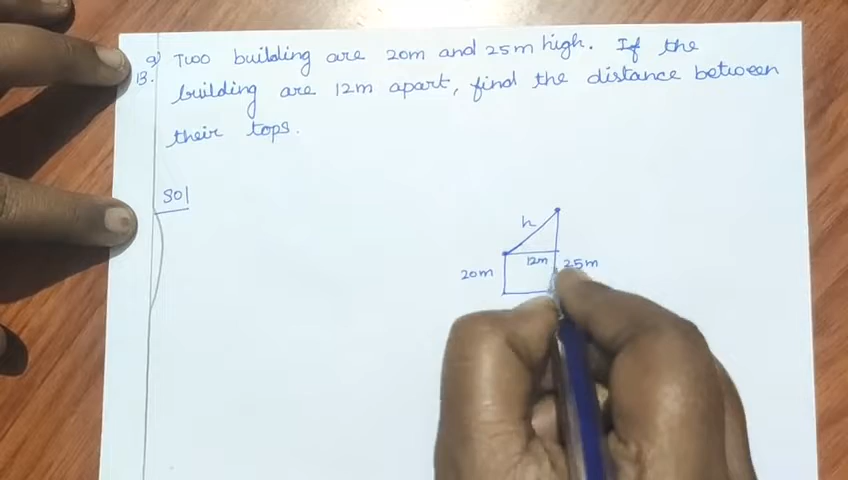 q) Two building are 20m and 25m high. If the
13. building are 12m apart, find the distance between
their tops.
Sol
h
12m
20m
25m